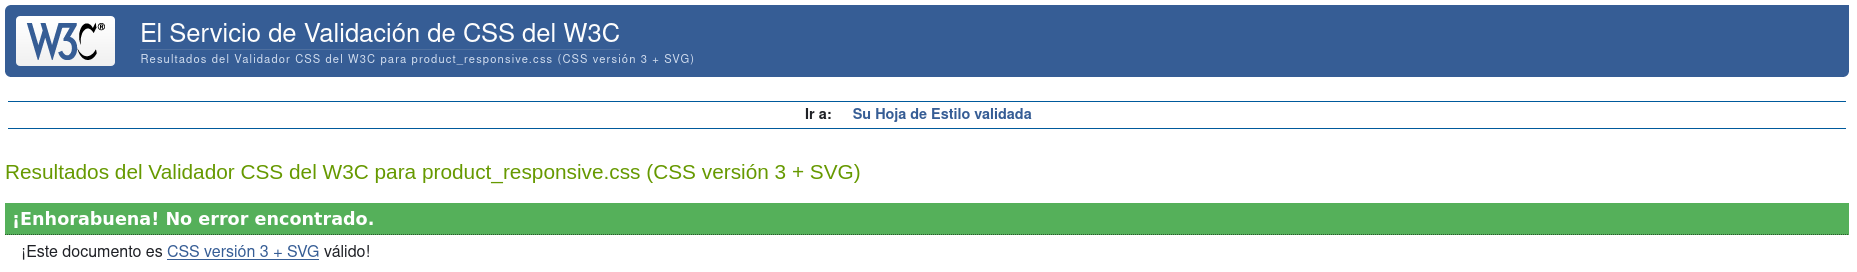 W3C®
El Servicio de Validación de CSS del W3C
Resultados del Validador CSS del W3C para product_responsive.css (CSS versión 3 + SVG)
Ir a: Su Hoja de Estilo validada
Resultados del Validador CSS del W3C para product_responsive.css (CSS versión 3 + SVG)
¡Enhorabuena! No error encontrado.
¡Este documento es CSS versión 3 + SVG válido!